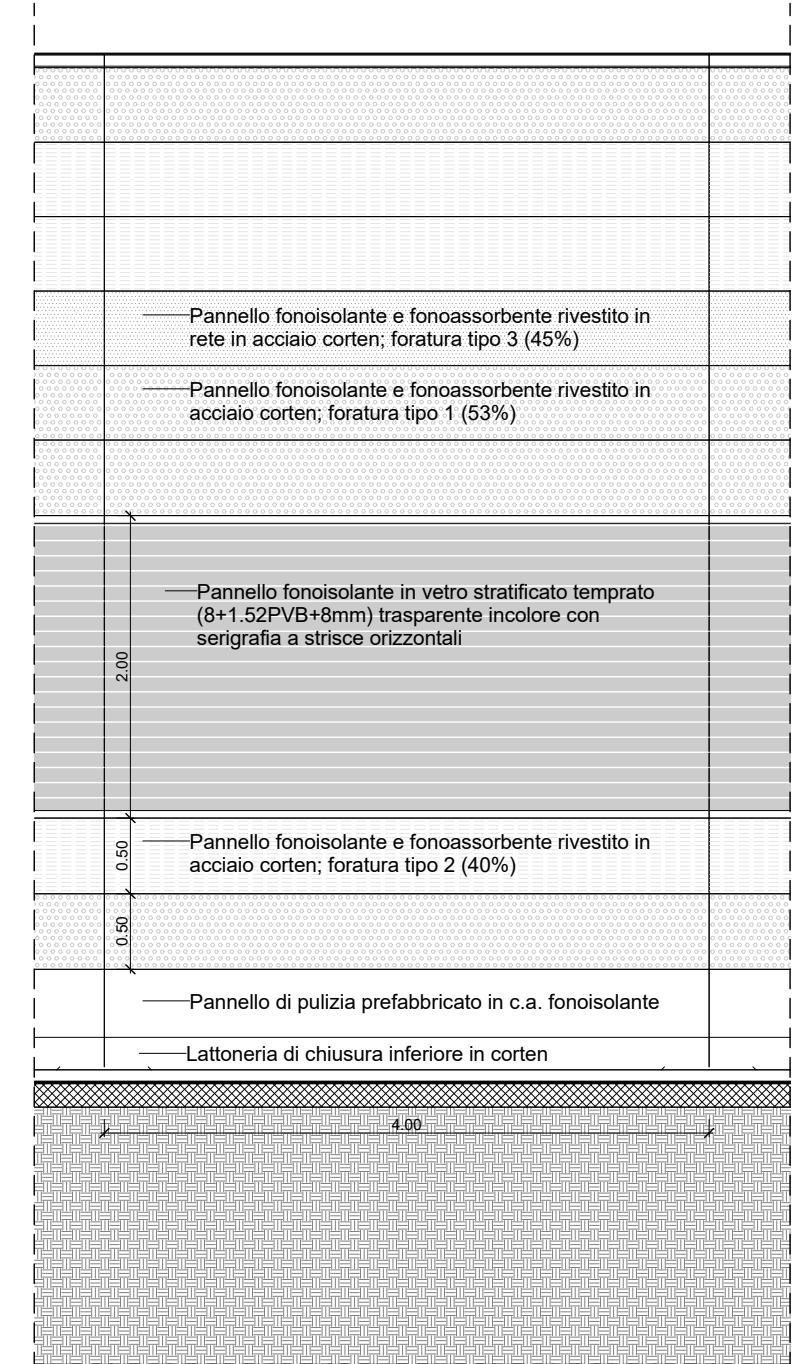 Pannello fonoisolante e fonoassorbente rivestito in
rete in acciaio corten; foratura tipo 3 (45%)
Pannello fonoisolante e fonoassorbente rivestito in
acciaio corten; foratura tipo 1 (53%)
Pannello fonoisolante in vetro stratificato temprato
(8+1.52PVB+8mm) trasparente incolore con
serigrafia a strisce orizzontali
2.00
Pannello fonoisolante e fonoassorbente rivestito in
acciaio corten; foratura tipo 2 (40%)
0.50
0.50
Pannello di pulizia prefabbricato in c.a. fonoisolante
Lattoneria di chiusura inferiore in corten
4.00